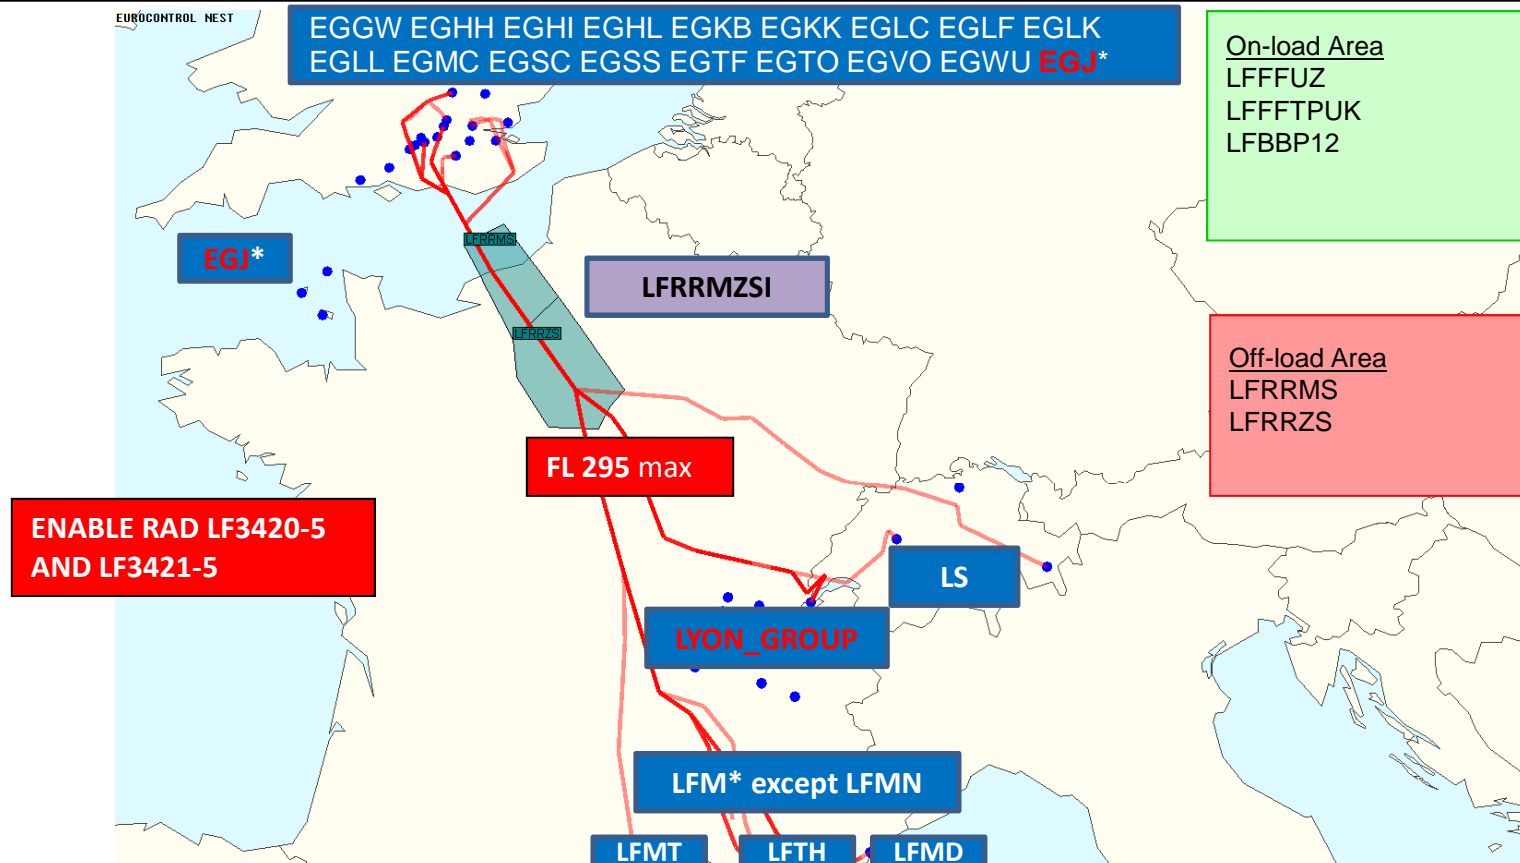 EUROCONTROL NEST
EGGW EGHH EGHI EGHL EGKB EGKK EGLC EGLF EGLK
EGLL EGMC EGSC EGSS EGTF EGTO EGVO EGWU EGJ*
On-load Area
LFFFUZ
LFFFTPUK
LFBBP12
EGJ*
LFRRMS
LFRRMZSI
LFRRZS
Off-load Area
LFRRMS
LFRRZS
FL 295 max
ENABLE RAD LF3420-5
AND LF3421-5
LS
LYON_GROUP
LFM* except LFMN
LFMT
LFTH
LFMD